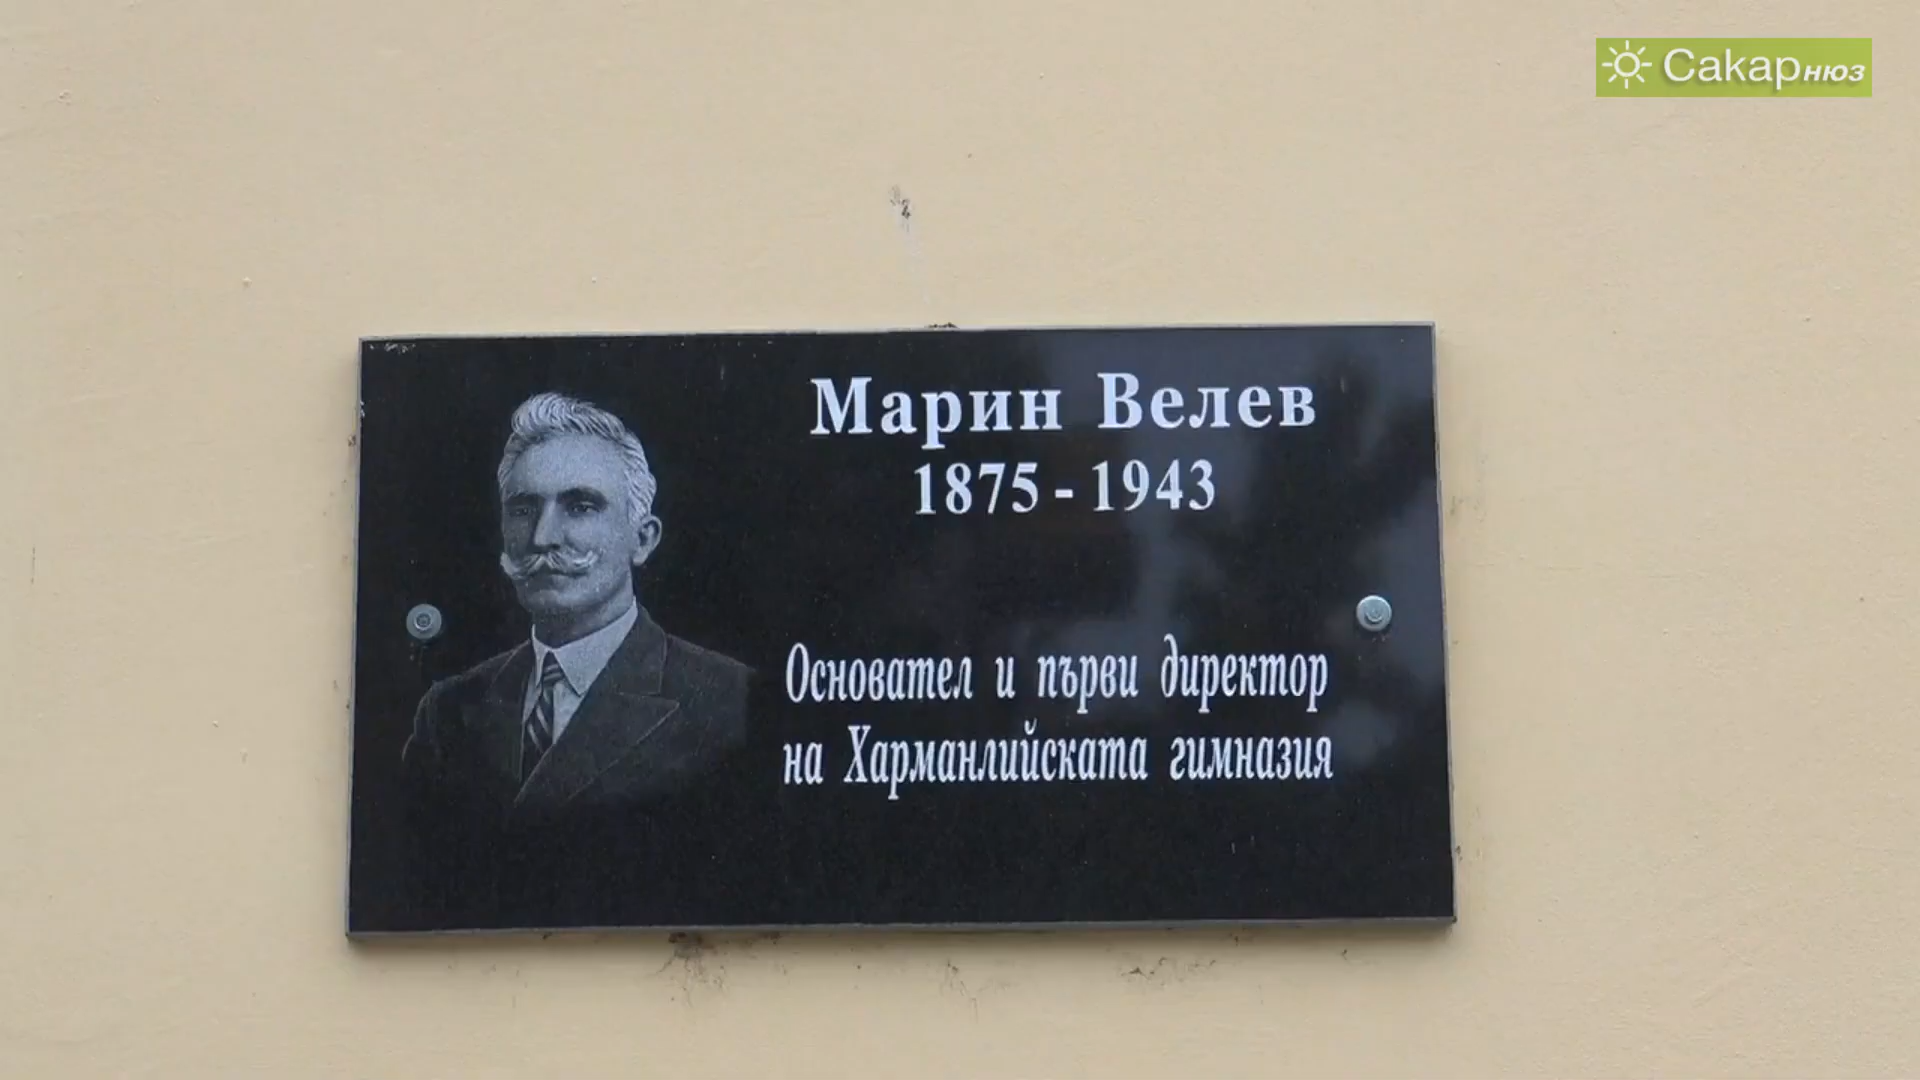 Сакарнюз
Марин Велев
1875 - 1943
Основател и първи директор
на Харманлийската гимназия